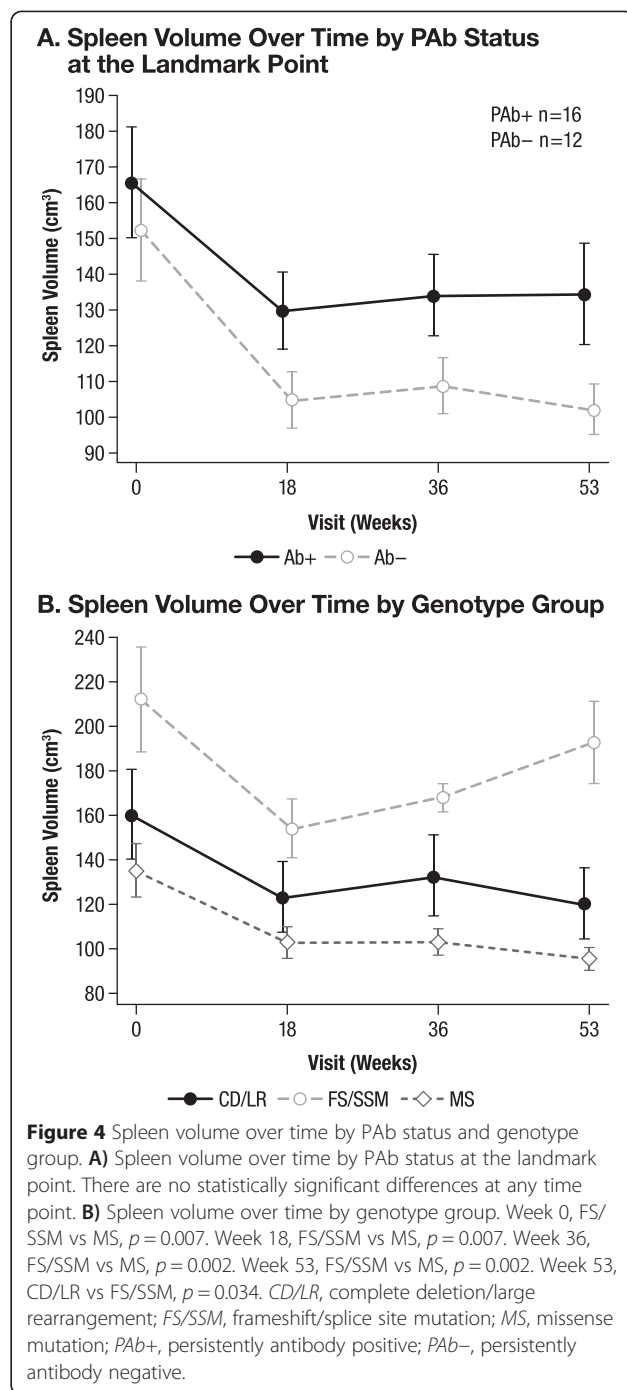 A. Spleen Volume Over Time by PAb Status
at the Landmark Point
190
180
170
160
150
140
130
120
110
100
90
Spleen Volume (cm³)
PAb+ n=16
PAb− n=12
0 18 36 53
Visit (Weeks)
Ab+ Ab−
B. Spleen Volume Over Time by Genotype Group
240
220
200
180
160
140
120
100
80
Spleen Volume (cm³)
0 18 36 53
Visit (Weeks)
CD/LR FS/SSM MS
Figure 4 Spleen volume over time by PAb status and genotype
group. A) Spleen volume over time by PAb status at the landmark
point. There are no statistically significant differences at any time
point. B) Spleen volume over time by genotype group. Week 0, FS/
SSM vs MS, p = 0.007. Week 18, FS/SSM vs MS, p = 0.007. Week 36,
FS/SSM vs MS, p = 0.002. Week 53, FS/SSM vs MS, p = 0.002. Week 53,
CD/LR vs FS/SSM, p = 0.034. CD/LR, complete deletion/large
rearrangement; FS/SSM, frameshift/splice site mutation; MS, missense
mutation; PAb+, persistently antibody positive; PAb−, persistently
antibody negative.